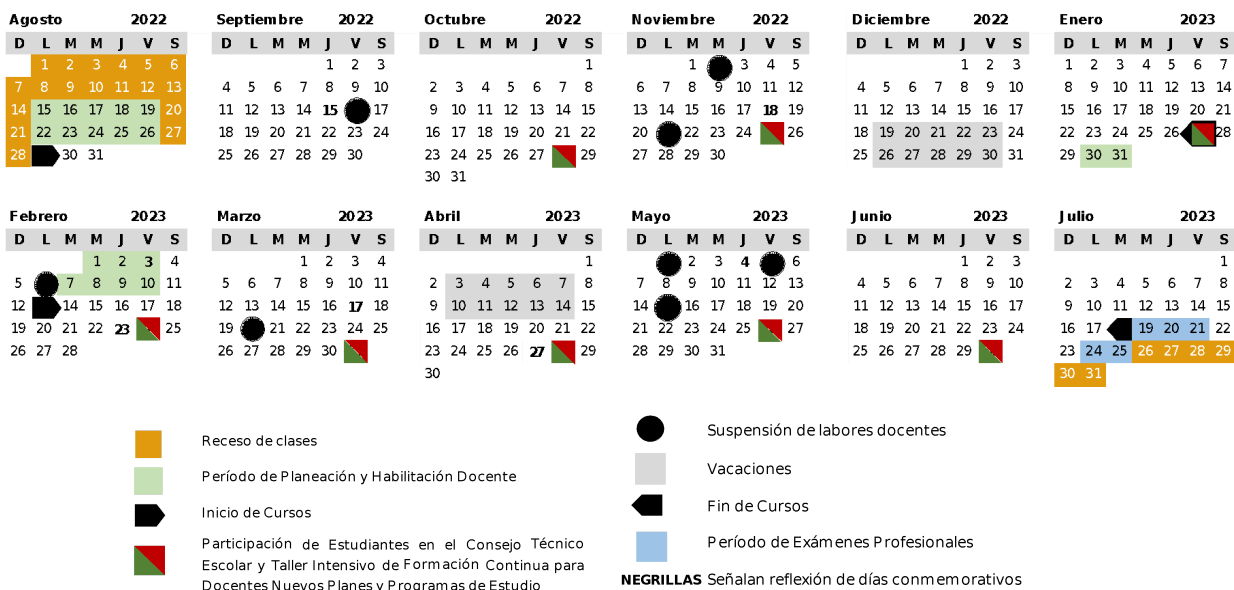 Agosto 2022
D L M M J V S
1 2 3 4 5 6
7 8 9 10 11 12 13
14 15 16 17 18 19 20
21 22 23 24 25 26 27
28 30 31
Septiembre 2022
D L M M J V S
1 2 3
4 5 6 7 8 9 10
11 12 13 14 15 17
18 19 20 21 22 23 24
25 26 27 28 29 30
Octubre 2022
D L M M J V S
1
2 3 4 5 6 7 8
9 10 11 12 13 14 15
16 17 18 19 20 21 22
23 24 25 26 27 29
30 31
Noviembre 2022
D L M M J V S
1 3 4 5
6 7 8 9 10 11 12
13 14 15 16 17 18 19
20 22 23 24 26
27 28 29 30
Diciembre 2022
D L M M J V S
1 2 3
4 5 6 7 8 9 10
11 12 13 14 15 16 17
18 19 20 21 22 23 24
25 26 27 28 29 30 31
Enero 2023
D L M M J V S
1 2 3 4 5 6 7
8 9 10 11 12 13 14
15 16 17 18 19 20 21
22 23 24 25 26 28
29 30 31
Febrero 2023
D L M M J V S
1 2 3 4
5 7 8 9 10 11
12 14 15 16 17 18
19 20 21 22 23 25
26 27 28
Marzo 2023
D L M M J V S
1 2 3 4
5 6 7 8 9 10 11
12 13 14 15 16 17 18
19 21 22 23 24 25
26 27 28 29 30
Abril 2023
D L M M J V S
1
2 3 4 5 6 7 8
9 10 11 12 13 14 15
16 17 18 19 20 21 22
23 24 25 26 27 29
30
Mayo 2023
D L M M J V S
2 3 4 6
7 8 9 10 11 12 13
14 16 17 18 19 20
21 22 23 24 25 27
28 29 30 31
Junio 2023
D L M M J V S
1 2 3
4 5 6 7 8 9 10
11 12 13 14 15 16 17
18 19 20 21 22 23 24
25 26 27 28 29
Julio 2023
D L M M J V S
1
2 3 4 5 6 7 8
9 10 11 12 13 14 15
16 17 19 20 21 22
23 24 25 26 27 28 29
30 31
Receso de clases
Período de Planeación y Habilitación Docente
Inicio de Cursos
Participación de Estudiantes en el Consejo Técnico
Escolar y Taller Intensivo de Formación Continua para
Docentes Nuevos Planes y Programas de Estudio
Suspensión de labores docentes
Vacaciones
Fin de Cursos
Período de Exámenes Profesionales
NEGRILLAS Señalan reflexión de días conmemorativos